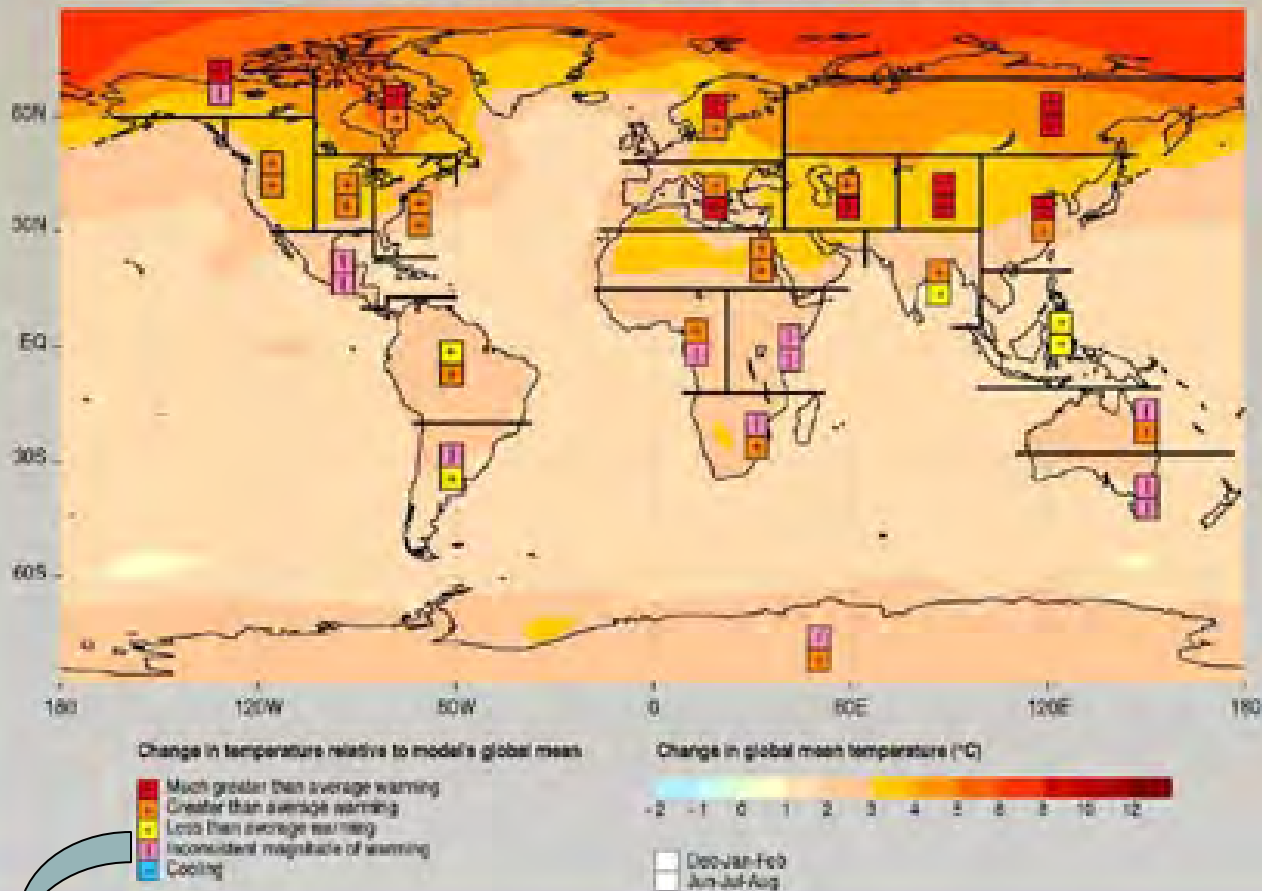 60N
30N
EQ
30S
60S
180 120W 60W 0 60E 120E 180
Change in temperature relative to model's global mean
Much greater than average warming
Greater than average warming
Less than average warming
Inconsistent magnitude of warming
Cooling
Change in global mean temperature (°C)
-2 -1 0 1 2 3 4 5 6 8 10 12
Dec-Jan-Feb
Jun-Jul-Aug